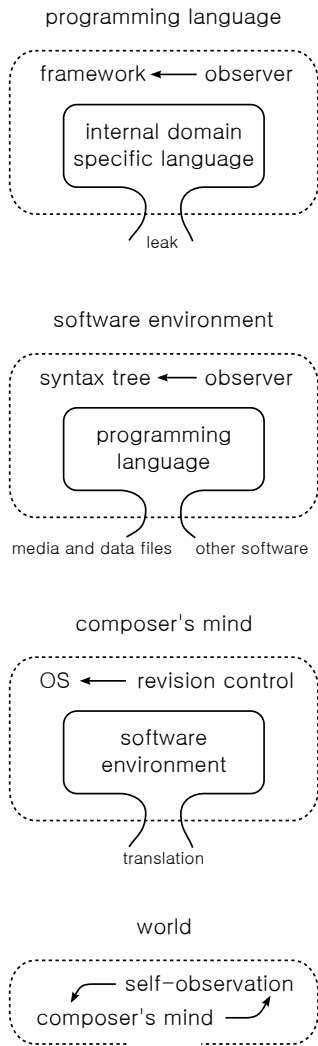 programming language
framework observer
internal domain
specific language
leak
software environment
syntax tree observer
programming
language
media and data files other software
composer's mind
OS revision control
software
environment
translation
world
self-observation
composer's mind